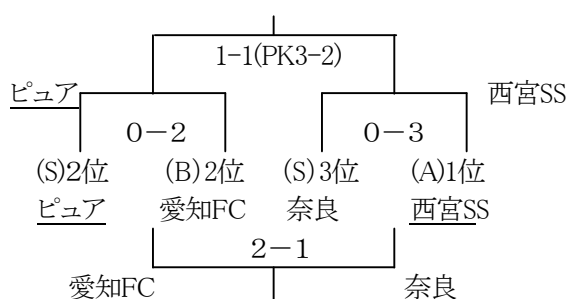 1-1(PK3-2)
ピュア 西宮SS
0−2 0−3
(S)2位 (B)2位 (S)3位 (A)1位
ピュア 愛知FC 奈良 西宮SS
2−1
愛知FC 奈良